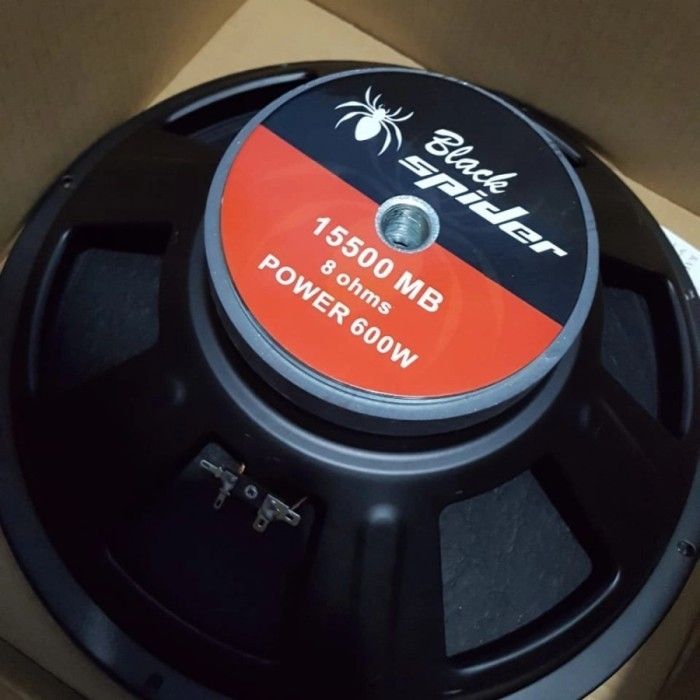 Black
spider
15500 MB
8 ohms
POWER 600W